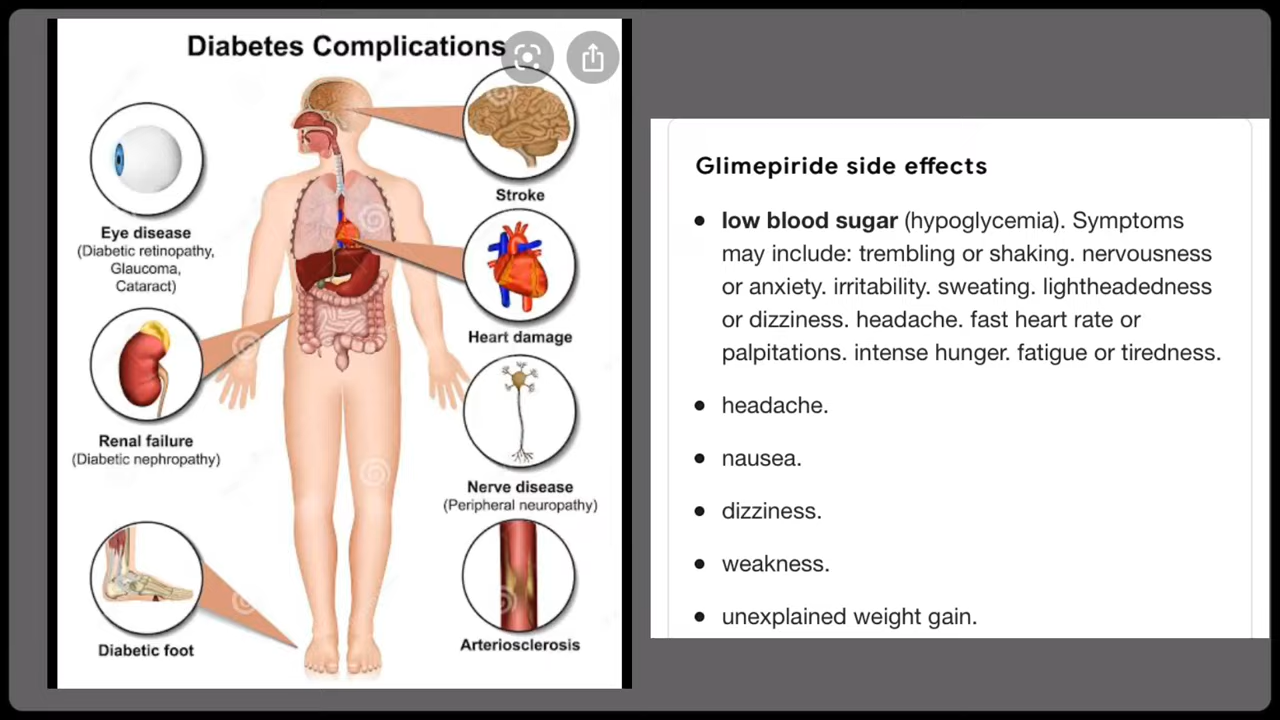 Diabetes Complications
Eye disease
(Diabetic retinopathy,
Glaucoma,
Cataract)
Renal failure
(Diabetic nephropathy)
Diabetic foot
Stroke
Heart damage
Nerve disease
(Peripheral neuropathy)
Arteriosclerosis
Glimepiride side effects
• low blood sugar (hypoglycemia). Symptoms
may include: trembling or shaking. nervousness
or anxiety. irritability. sweating. lightheadedness
or dizziness. headache. fast heart rate or
palpitations. intense hunger. fatigue or tiredness.
• headache.
• nausea.
• dizziness.
• weakness.
• unexplained weight gain.